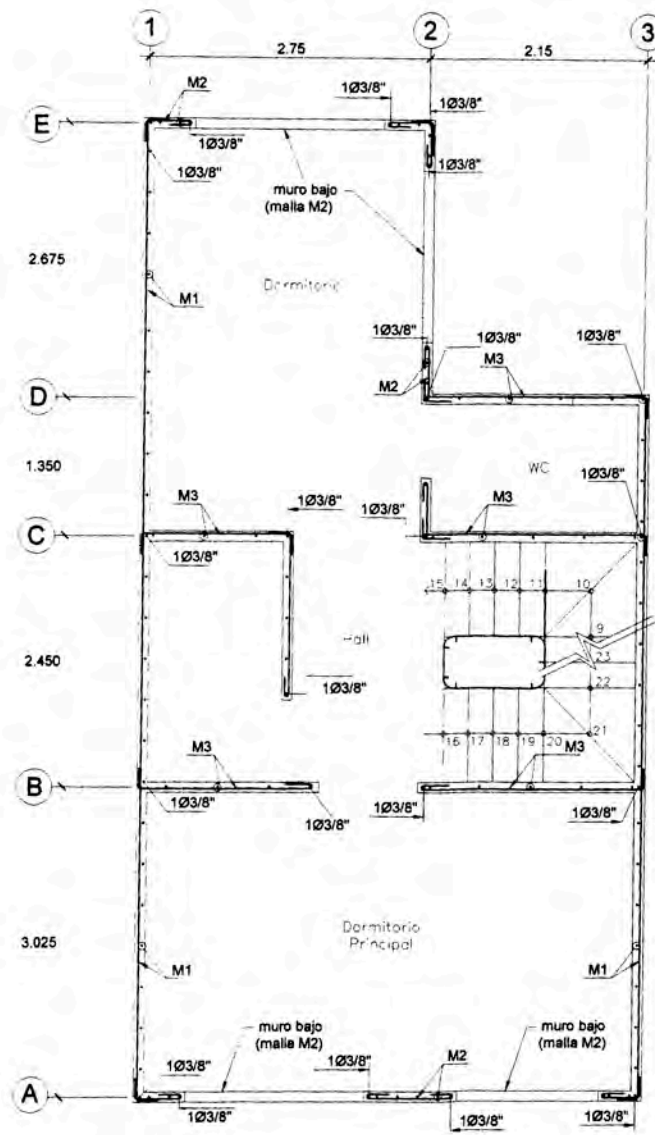 1
2
3
2.75
2.15
M2
1Ø3/8"
E
1Ø3/8"
1Ø3/8"
1Ø3/8"
1Ø3/8"
muro bajo
(malla M2)
2.675
Dormitorio
M1
1Ø3/8"
1Ø3/8"
1Ø3/8"
M3
D
M2
1.350
WC
M3
1Ø3/8"
M3
1Ø3/8"
1Ø3/8"
C
1Ø3/8"
15
14
13
12
11
10
9
Hall
2.450
23
22
1Ø3/8"
21
16
17
18
19
20
M3
M3
B
1Ø3/8"
1Ø3/8"
1Ø3/8"
1Ø3/8"
Dormitorio
Principal
3.025
M1
M1
muro bajo
(malla M2)
muro bajo
(malla M2)
1Ø3/8"
1Ø3/8"
M2
A
1Ø3/8"
1Ø3/8"
1Ø3/8"